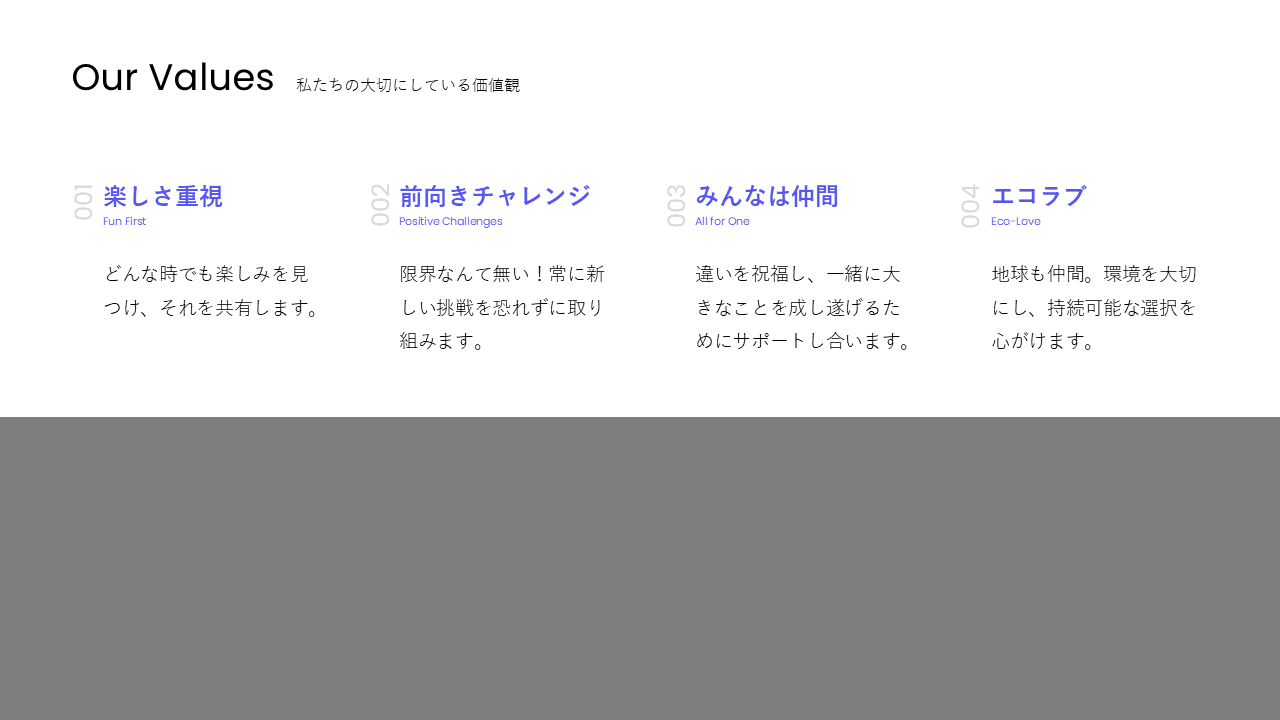 Our Values
私たちの大切にしている価値観
001
楽しさ重視
Fun First
どんな時でも楽しみを見
つけ、それを共有します。
002
前向きチャレンジ
Positive Challenges
限界なんて無い！常に新
しい挑戦を恐れずに取り
組みます。
003
みんなは仲間
All for One
違いを祝福し、一緒に大
きなことを成し遂げるた
めにサポートし合います。
004
エコラブ
Eco-Love
地球も仲間。環境を大切
にし、持続可能な選択を
心がけます。